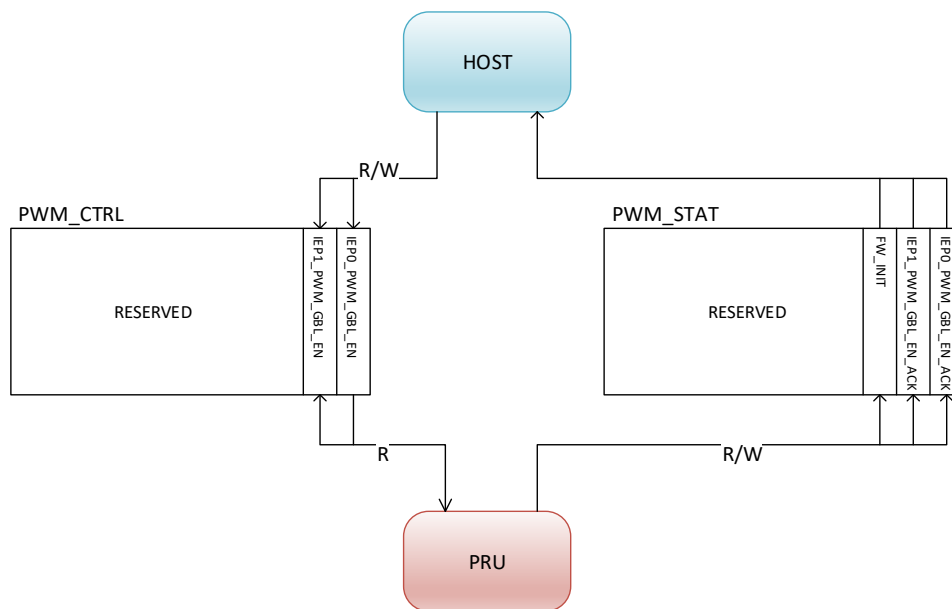 HOST
R/W
PWM_CTRL
RESERVED
IEP1_PWM_GBL_EN
IEP0_PWM_GBL_EN
PWM_STAT
RESERVED
FW_INIT
IEP1_PWM_GBL_EN_ACK
IEP0_PWM_GBL_EN_ACK
R
R/W
PRU